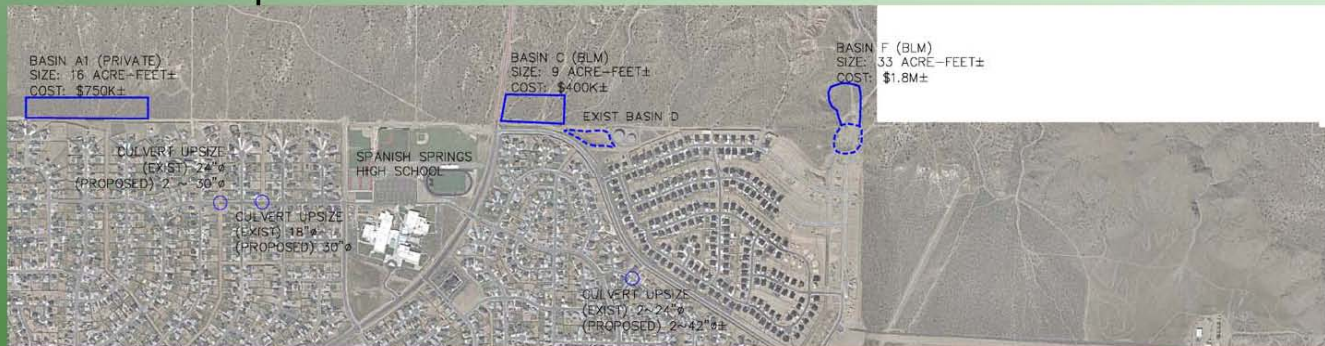 BASIN A1 (PRIVATE)
SIZE: 16 ACRE-FEET±
COST: $750K±
BASIN C (BLM)
SIZE: 9 ACRE-FEET±
COST: $400K±
BASIN F (BLM)
SIZE: 33 ACRE-FEET±
COST: $1.8M±
EXIST BASIN D
CULVERT UPSIZE
(EXIST) 24"ø
(PROPOSED) 2 ~ 30"ø
SPANISH SPRINGS
HIGH SCHOOL
CULVERT UPSIZE
(EXIST) 18"ø
(PROPOSED) 30"ø
CULVERT UPSIZE
(EXIST) 2~24"ø
(PROPOSED) 2~42"ø±